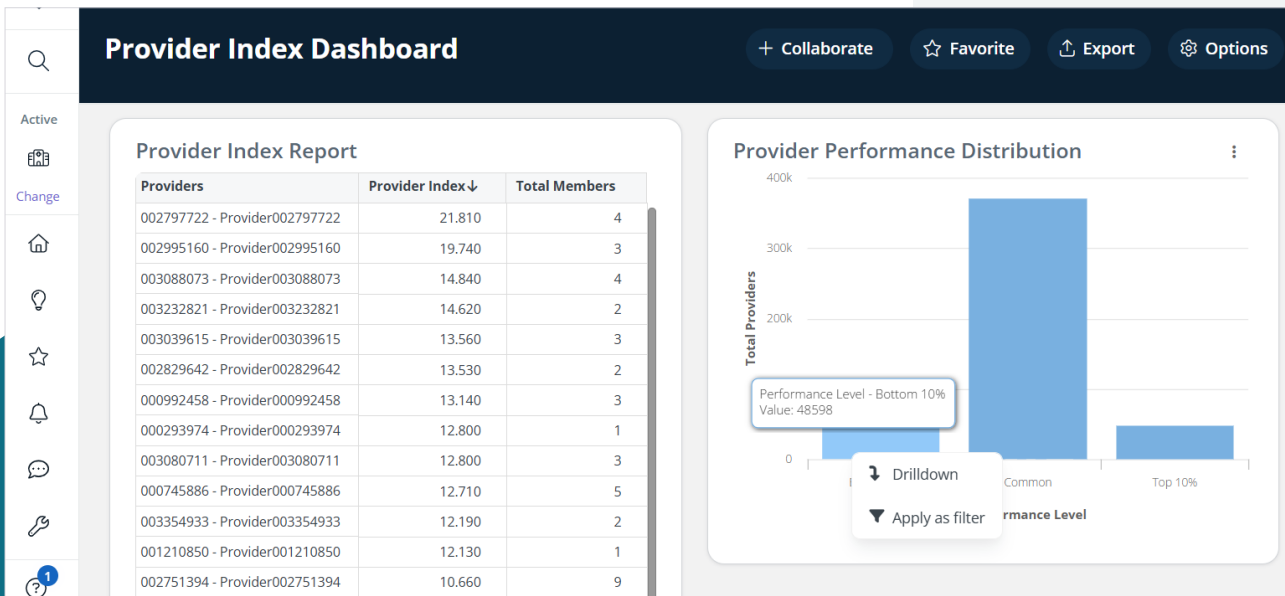 Provider Index Dashboard
Collaborate
Favorite
Export
Options
Active
Change
1
Provider Index Report
Providers Provider Index↓ Total Members
002797722 - Provider002797722 21.810 4
002995160 - Provider002995160 19.740 3
003088073 - Provider003088073 14.840 4
003232821 - Provider003232821 14.620 2
003039615 - Provider003039615 13.560 3
002829642 - Provider002829642 13.530 2
000992458 - Provider000992458 13.140 3
000293974 - Provider000293974 12.800 1
003080711 - Provider003080711 12.800 3
000745886 - Provider000745886 12.710 5
003354933 - Provider003354933 12.190 2
001210850 - Provider001210850 12.130 1
002751394 - Provider002751394 10.660 9
Provider Performance Distribution
400k
300k
200k
0
Total Providers
Performance Level - Bottom 10%
Value: 48598
Drilldown
Apply as filter
Common
Top 10%
rmance Level